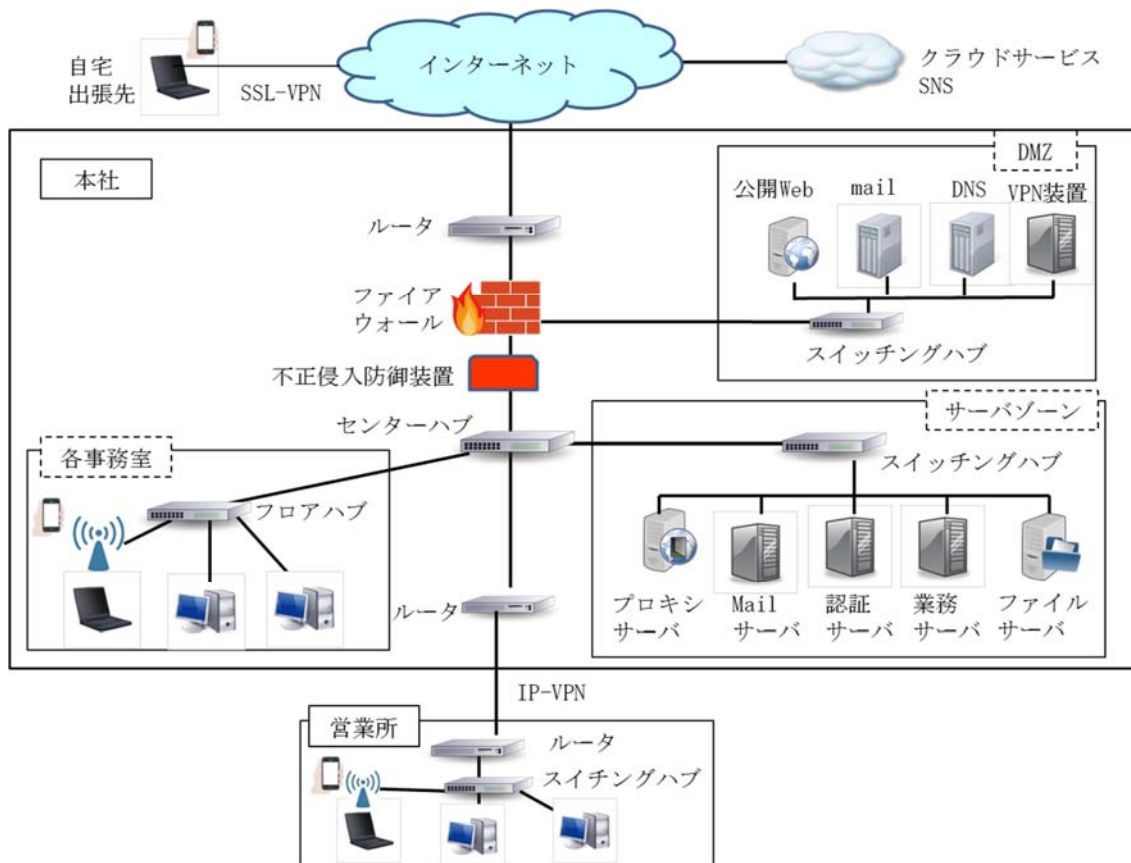 自宅
出張先
SSL-VPN
インターネット
クラウドサービス
SNS
本社
DMZ
公開Web
mail
DNS
VPN装置
ルータ
ファイア
ウォール
スイッチングハブ
不正侵入防御装置
センターハブ
サーバゾーン
スイッチングハブ
各事務室
フロアハブ
ルータ
プロキシ
サーバ
Mail
サーバ
認証
サーバ
業務
サーバ
ファイル
サーバ
IP-VPN
営業所
ルータ
スイチングハブ